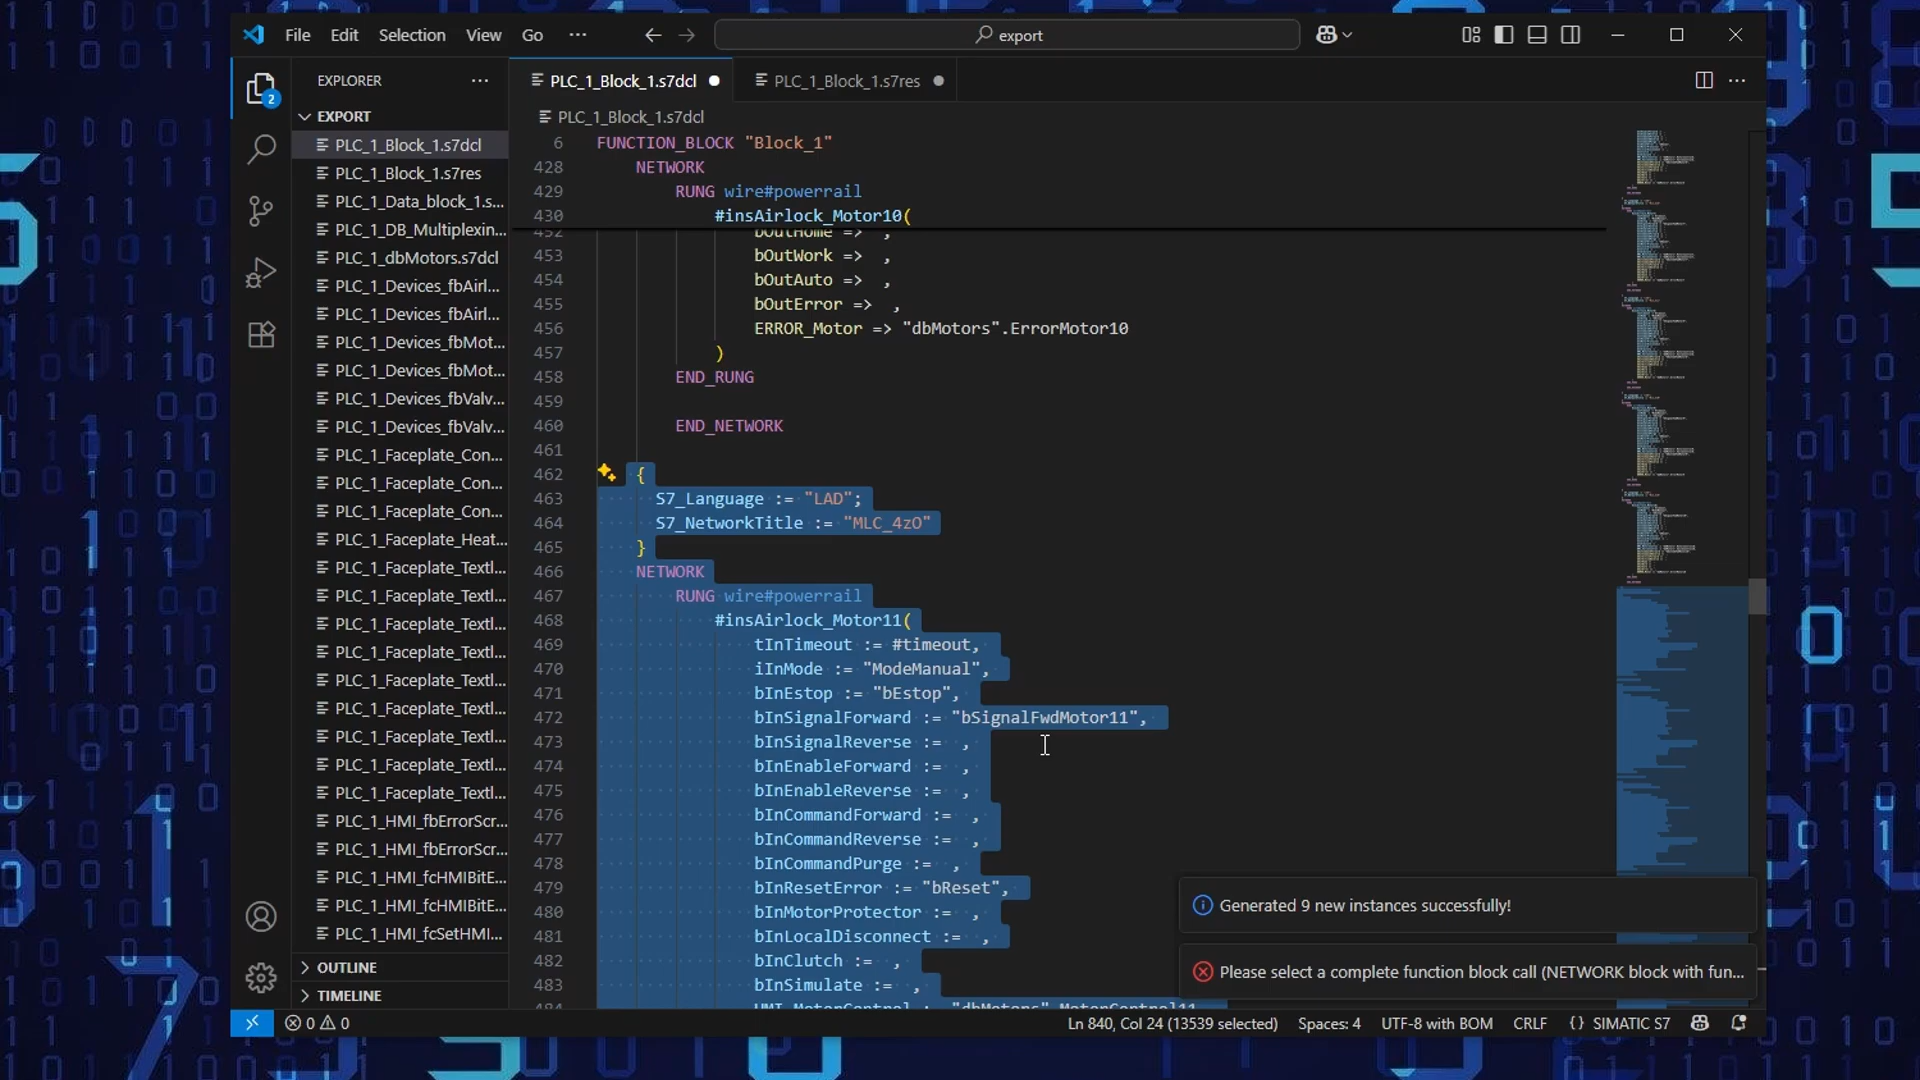 File Edit Selection View Go ···
export
EXPLORER ···
2
EXPORT
PLC_1_Block_1.s7dcl
PLC_1_Block_1.s7res
PLC_1_Data_block_1.s...
PLC_1_DB_Multiplexin...
PLC_1_dbMotors.s7dcl
PLC_1_Devices_fbAirl...
PLC_1_Devices_fbAirl...
PLC_1_Devices_fbMot...
PLC_1_Devices_fbMot...
PLC_1_Devices_fbValv...
PLC_1_Devices_fbValv...
PLC_1_Faceplate_Con...
PLC_1_Faceplate_Con...
PLC_1_Faceplate_Con...
PLC_1_Faceplate_Heat...
PLC_1_Faceplate_Textl...
PLC_1_Faceplate_Textl...
PLC_1_Faceplate_Textl...
PLC_1_Faceplate_Textl...
PLC_1_Faceplate_Textl...
PLC_1_Faceplate_Textl...
PLC_1_Faceplate_Textl...
PLC_1_Faceplate_Textl...
PLC_1_Faceplate_Textl...
PLC_1_HMI_fbErrorScr...
PLC_1_HMI_fbErrorScr...
PLC_1_HMI_fcHMIBitE...
PLC_1_HMI_fcHMIBitE...
PLC_1_HMI_fcSetHMI...
OUTLINE
TIMELINE
PLC_1_Block_1.s7dcl
PLC_1_Block_1.s7res
PLC_1_Block_1.s7dcl
6 FUNCTION_BLOCK "Block_1"
428 NETWORK
429 RUNG wire#powerrail
430 #insAirlock_Motor10(
452 bOutHome => ,
453 bOutWork => ,
454 bOutAuto => ,
455 bOutError => ,
456 ERROR_Motor => "dbMotors".ErrorMotor10
457 )
458 END_RUNG
459
460 END_NETWORK
461
462 {
463 S7_Language := "LAD";
464 S7_NetworkTitle := "MLC_4zO"
465 }
466 NETWORK
467 RUNG wire#powerrail
468 #insAirlock_Motor11(
469 tInTimeout := #timeout,
470 iInMode := "ModeManual",
471 bInEstop := "bEstop",
472 bInSignalForward := "bSignalFwdMotor11",
473 bInSignalReverse := ,
474 bInEnableForward := ,
475 bInEnableReverse := ,
476 bInCommandForward := ,
477 bInCommandReverse := ,
478 bInCommandPurge := ,
479 bInResetError := "bReset",
480 bInMotorProtector := ,
481 bInLocalDisconnect := ,
482 bInClutch := ,
483 bInSimulate := ,
484 HMI_MotorControl := "dbMotors".MotorControl11
Generated 9 new instances successfully!
Please select a complete function block call (NETWORK block with fun...
0 0
Ln 840, Col 24 (13539 selected) Spaces: 4 UTF-8 with BOM CRLF {} SIMATIC S7